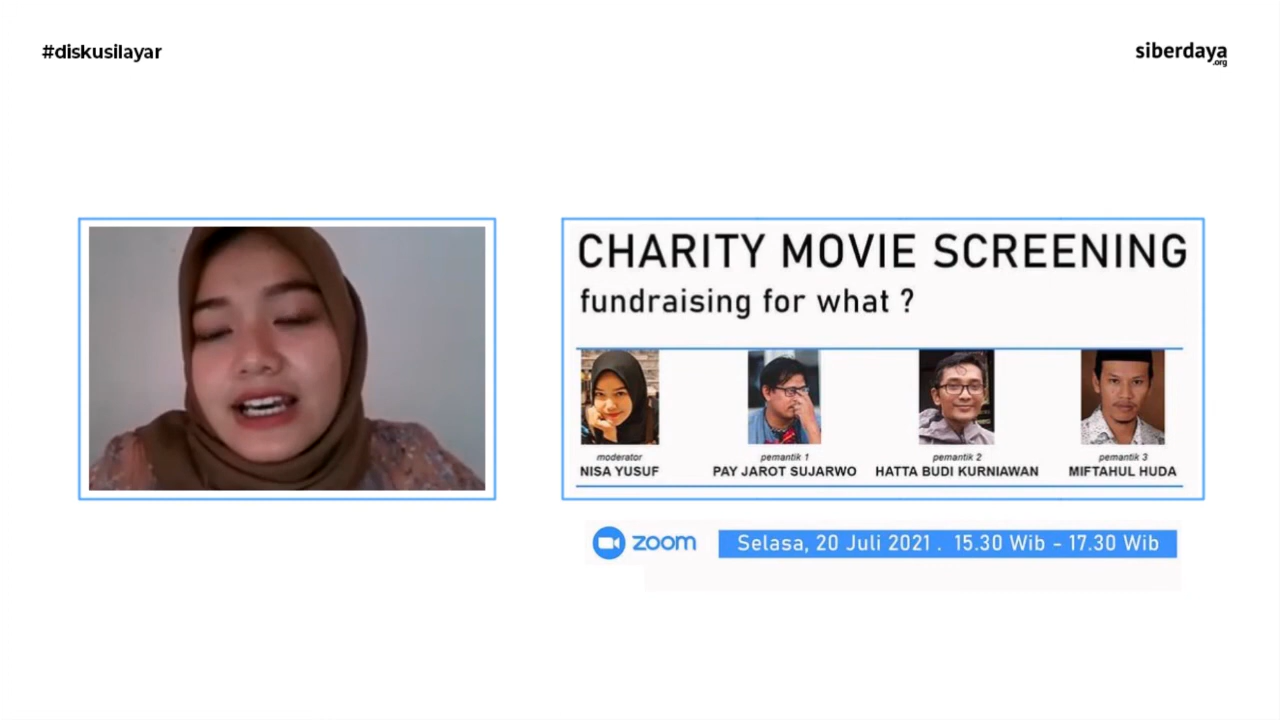 #diskusilayar
siberdaya
.org
CHARITY MOVIE SCREENING
fundraising for what ?
moderator
NISA YUSUF
pemantik 1
PAY JAROT SUJARWO
pemantik 2
HATTA BUDI KURNIAWAN
pemantik 3
MIFTAHUL HUDA
zoom
Selasa, 20 Juli 2021 . 15.30 Wib - 17.30 Wib